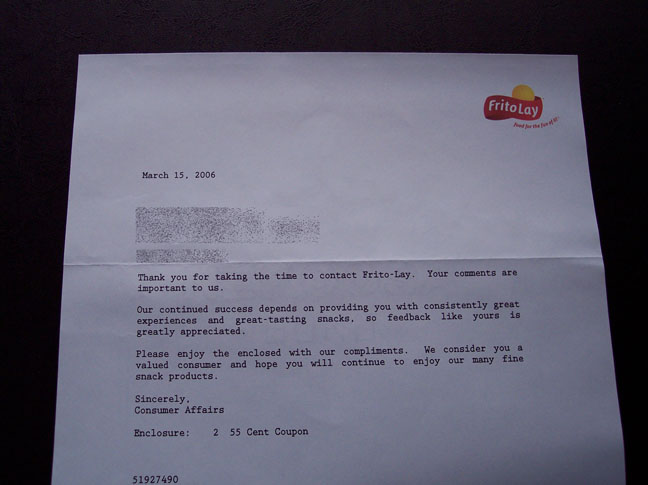 Frito Lay
food for the fun of it!
March 15, 2006
Thank you for taking the time to contact Frito-Lay. Your comments are
important to us.
Our continued success depends on providing you with consistently great
experiences and great-tasting snacks, so feedback like yours is
greatly appreciated.
Please enjoy the enclosed with our compliments. We consider you a
valued consumer and hope you will continue to enjoy our many fine
snack products.
Sincerely,
Consumer Affairs
Enclosure: 2 55 Cent Coupon
51927490